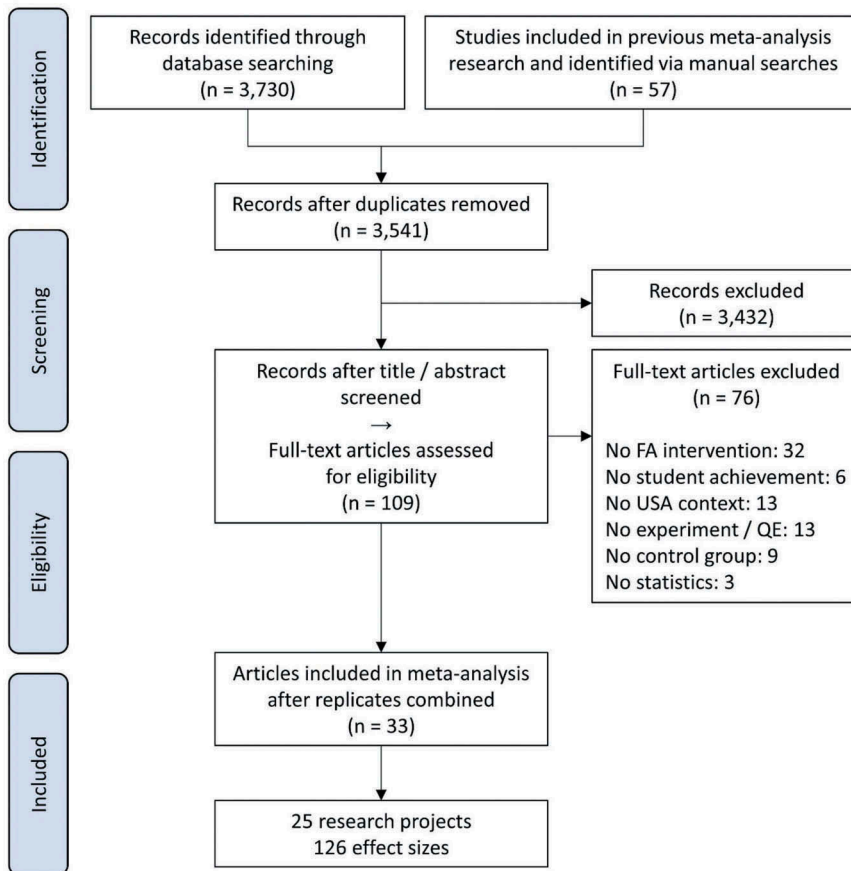 Identification
Records identified through
database searching
(n = 3,730)
Studies included in previous meta-analysis
research and identified via manual searches
(n = 57)
Records after duplicates removed
(n = 3,541)
Screening
Records excluded
(n = 3,432)
Records after title / abstract
screened
→
Full-text articles assessed
for eligibility
(n = 109)
Full-text articles excluded
(n = 76)
No FA intervention: 32
No student achievement: 6
No USA context: 13
No experiment / QE: 13
No control group: 9
No statistics: 3
Eligibility
Articles included in meta-analysis
after replicates combined
(n = 33)
Included
25 research projects
126 effect sizes